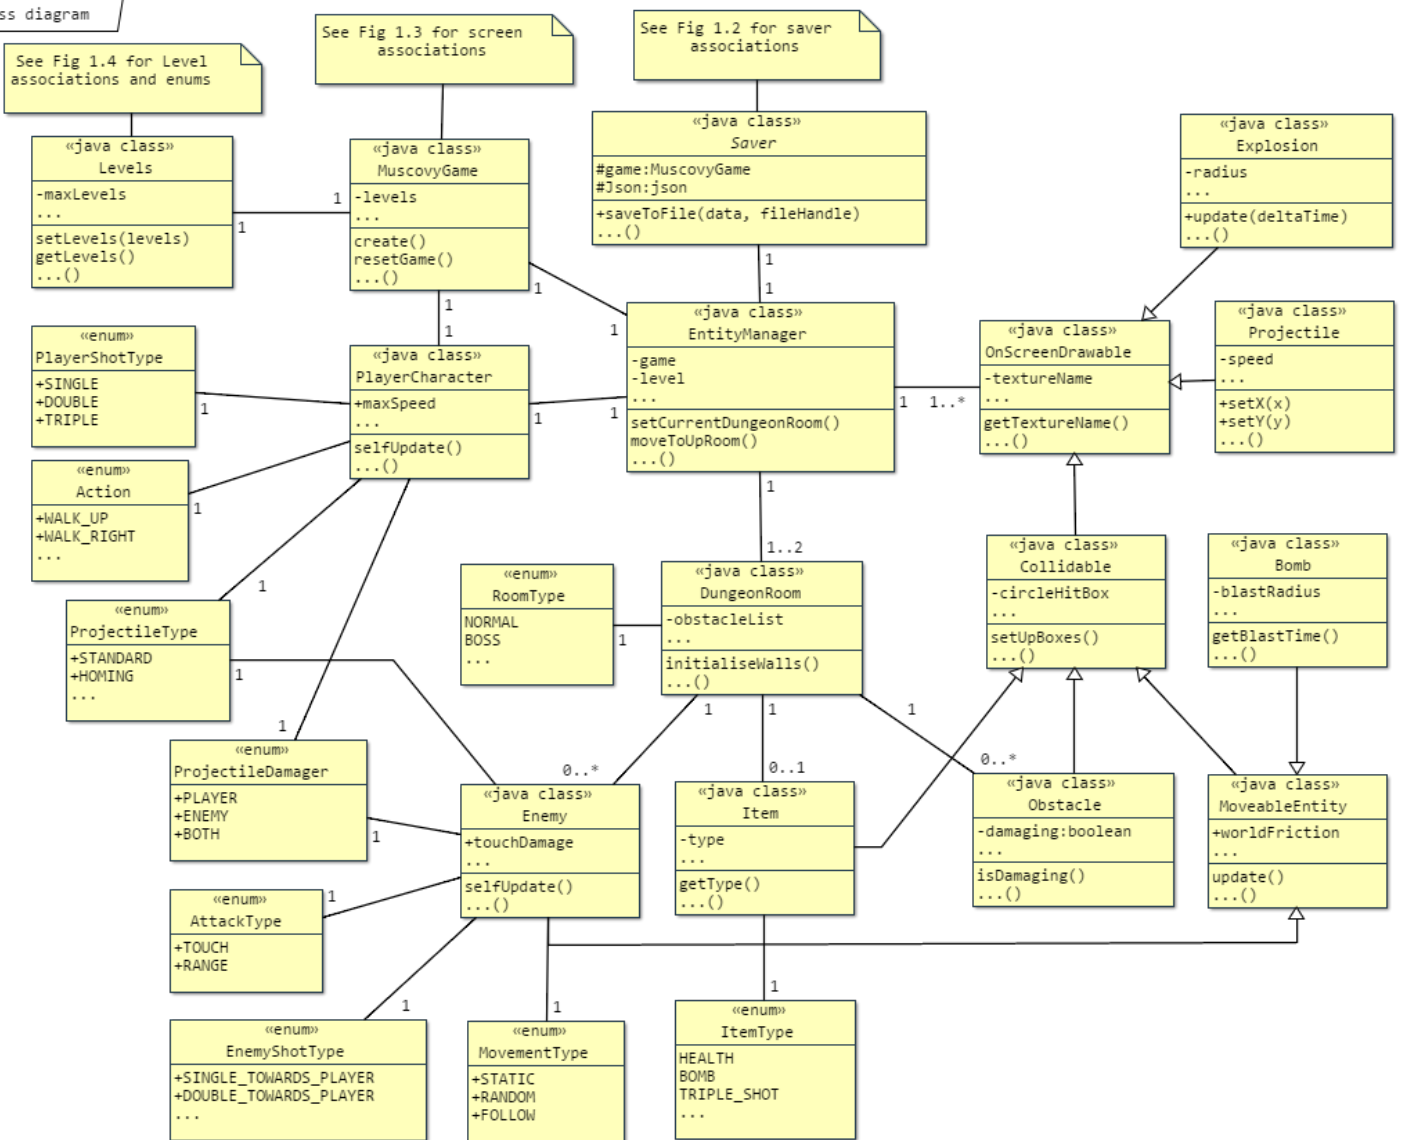 ss diagram
See Fig 1.4 for Level
associations and enums
See Fig 1.3 for screen
associations
See Fig 1.2 for saver
associations
«java class»
Levels
-maxLevels
...
setLevels(levels)
getLevels()
...()
1
1
«java class»
MuscovyGame
-levels
...
create()
resetGame()
...()
1
1
1
1
«java class»
Saver
#game:MuscovyGame
#Json:json
+saveToFile(data, fileHandle)
...()
1
1
«java class»
Explosion
-radius
...
+update(deltaTime)
...()
«enum»
PlayerShotType
+SINGLE
+DOUBLE
+TRIPLE
1
«java class»
PlayerCharacter
+maxSpeed
...
selfUpdate()
...()
1
1
«java class»
EntityManager
-game
-level
...
setCurrentDungeonRoom()
moveToUpRoom()
...()
1
1..*
1
1..2
«java class»
OnScreenDrawable
-textureName
...
getTextureName()
...()
«java class»
Projectile
-speed
...
+setX(x)
+setY(y)
...()
«enum»
Action
+WALK_UP
+WALK_RIGHT
...
1
«enum»
ProjectileType
+STANDARD
+HOMING
...
1
1
«enum»
RoomType
NORMAL
BOSS
...
1
«java class»
DungeonRoom
-obstacleList
...
initialiseWalls()
...()
1
1
1
0..*
0..1
0..*
«java class»
Collidable
-circleHitBox
...
setUpBoxes()
...()
«java class»
Bomb
-blastRadius
...
getBlastTime()
...()
1
«enum»
ProjectileDamager
+PLAYER
+ENEMY
+BOTH
1
«java class»
Enemy
+touchDamage
...
selfUpdate()
...()
«java class»
Item
-type
...
getType()
...()
«java class»
Obstacle
-damaging:boolean
...
isDamaging()
...()
«java class»
MoveableEntity
+worldFriction
...
update()
...()
«enum»
AttackType
+TOUCH
+RANGE
1
«enum»
EnemyShotType
+SINGLE_TOWARDS_PLAYER
+DOUBLE_TOWARDS_PLAYER
...
1
«enum»
MovementType
+STATIC
+RANDOM
+FOLLOW
1
«enum»
ItemType
HEALTH
BOMB
TRIPLE_SHOT
...
1